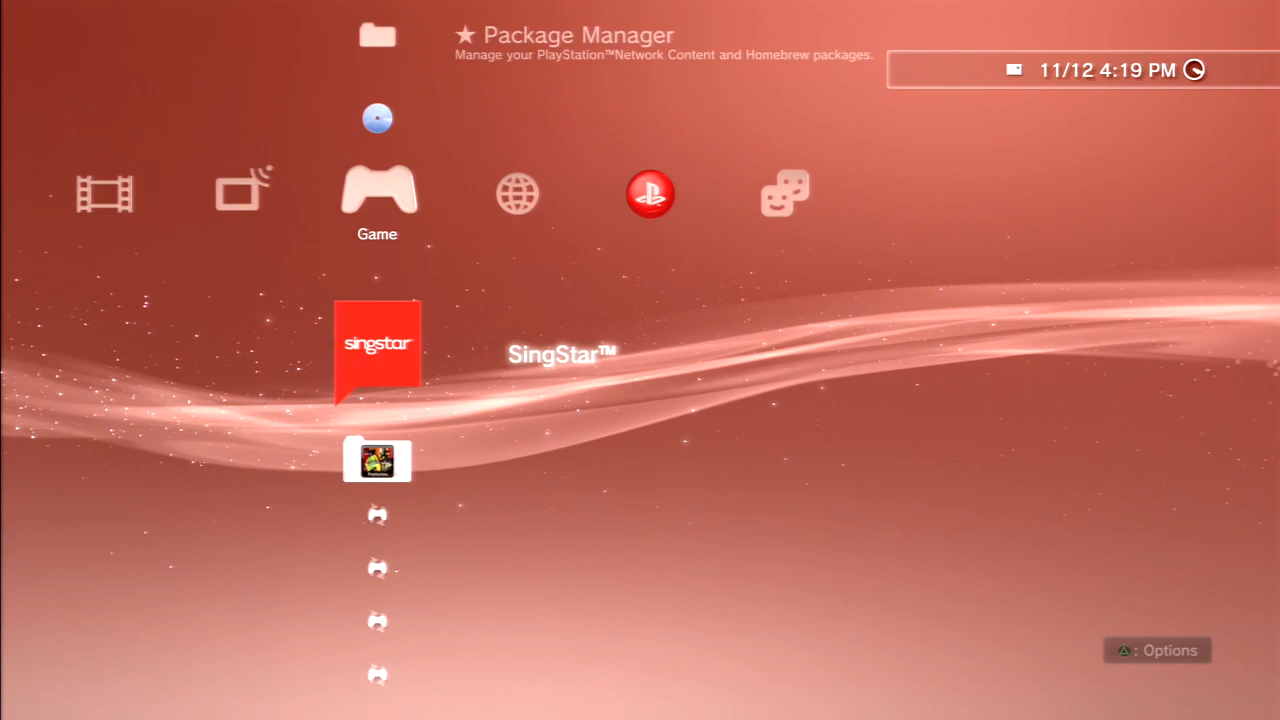 ★ Package Manager
Manage your PlayStation™Network Content and Homebrew packages.
11/12 4:19 PM
Game
singstar
SingStar™
: Options